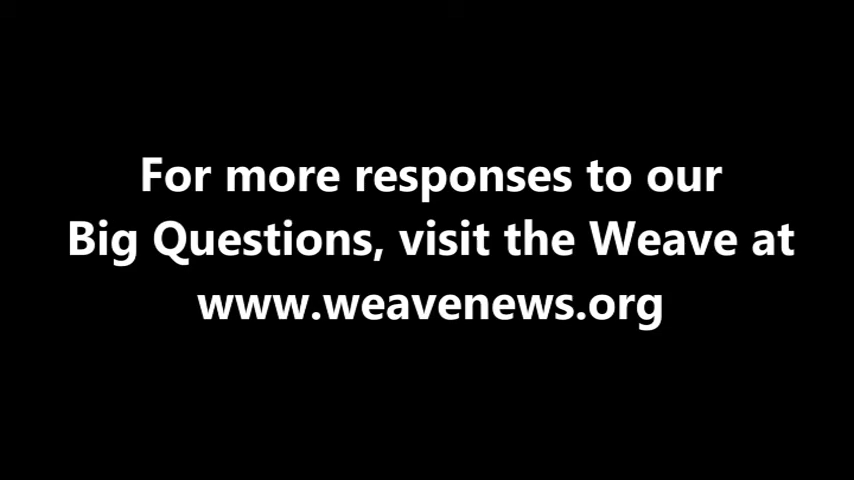 For more responses to our
Big Questions, visit the Weave at
www.weavenews.org